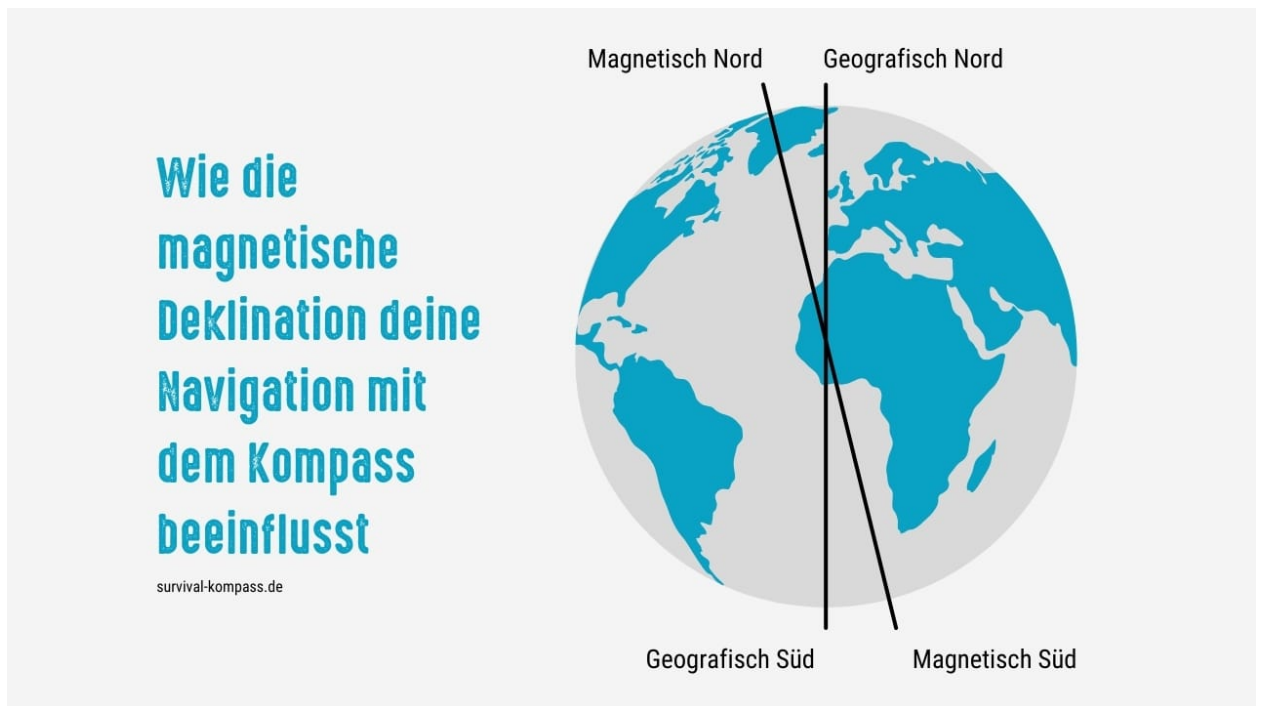 Magnetisch Nord
Geografisch Nord
Wie die
magnetische
Deklination deine
Navigation mit
dem Kompass
beeinflusst
survival-kompass.de
Geografisch Süd
Magnetisch Süd